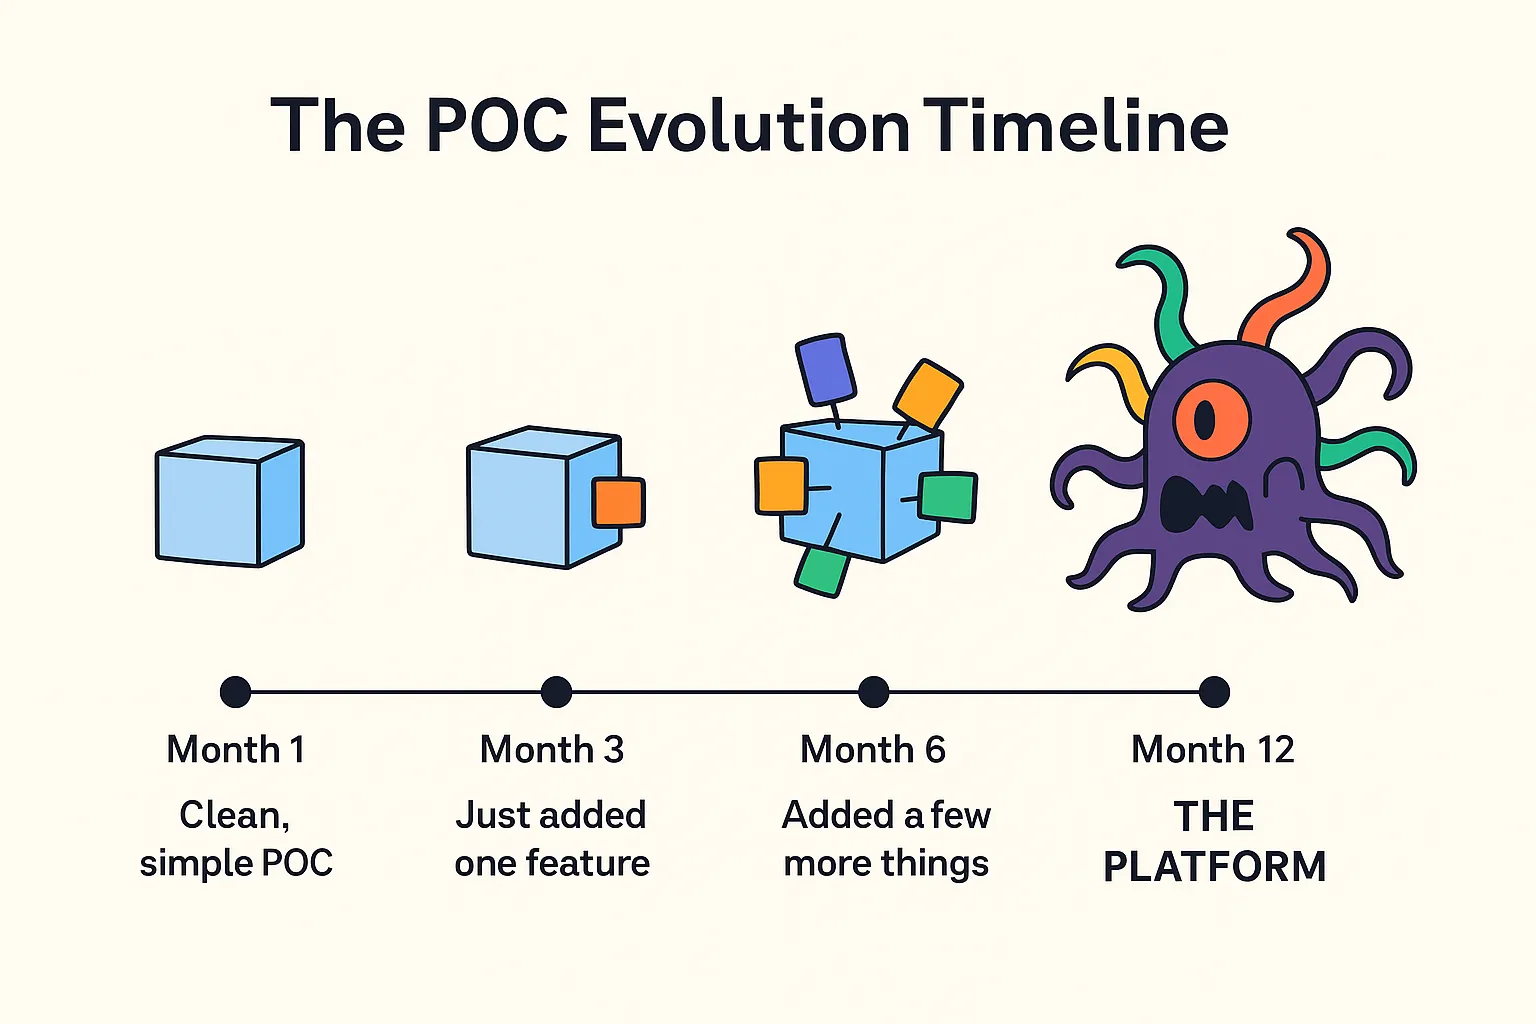 The POC Evolution Timeline
Month 1
Clean,
simple POC
Month 3
Just added
one feature
Month 6
Added a few
more things
Month 12
THE
PLATFORM